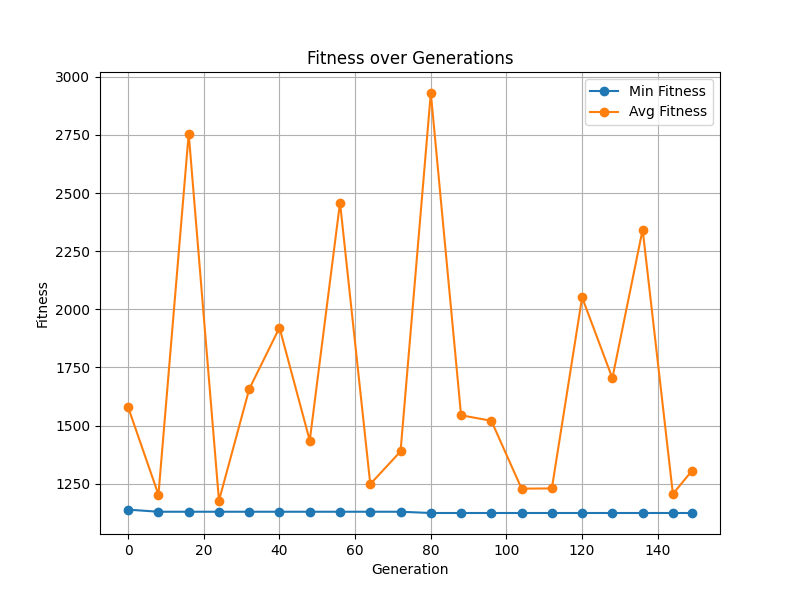 Fitness over Generations
Min Fitness
Avg Fitness
Fitness
3000
2750
2500
2250
2000
1750
1500
1250
0 20 40 60 80 100 120 140
Generation